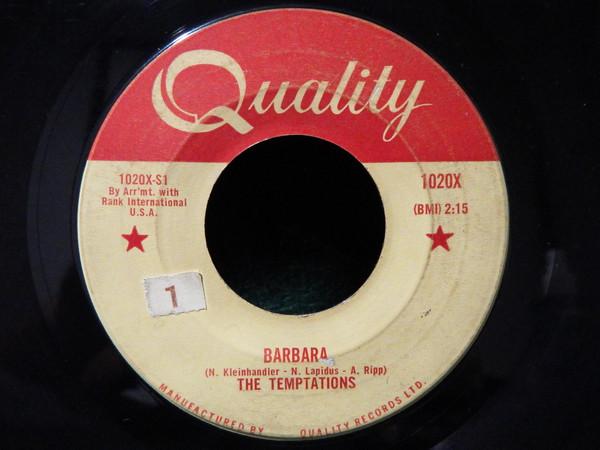 Quality
1020X-S1
By Arr'mt. with
Rank International
U.S.A.
1020X
(BMI) 2:15
1
BARBARA
(N. Kleinhandler - N. Lapidus - A. Ripp)
THE TEMPTATIONS
MANUFACTURED BY QUALITY RECORDS LTD.